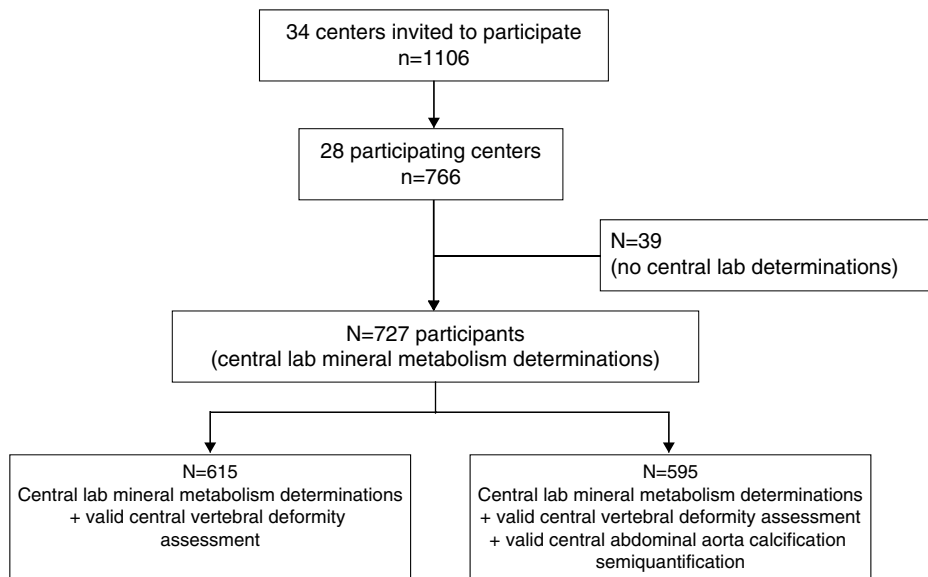 34 centers invited to participate
n=1106
28 participating centers
n=766
N=39
(no central lab determinations)
N=727 participants
(central lab mineral metabolism determinations)
N=615
Central lab mineral metabolism determinations
+ valid central vertebral deformity
assessment
N=595
Central lab mineral metabolism determinations
+ valid central vertebral deformity assessment
+ valid central abdominal aorta calcification
semiquantification